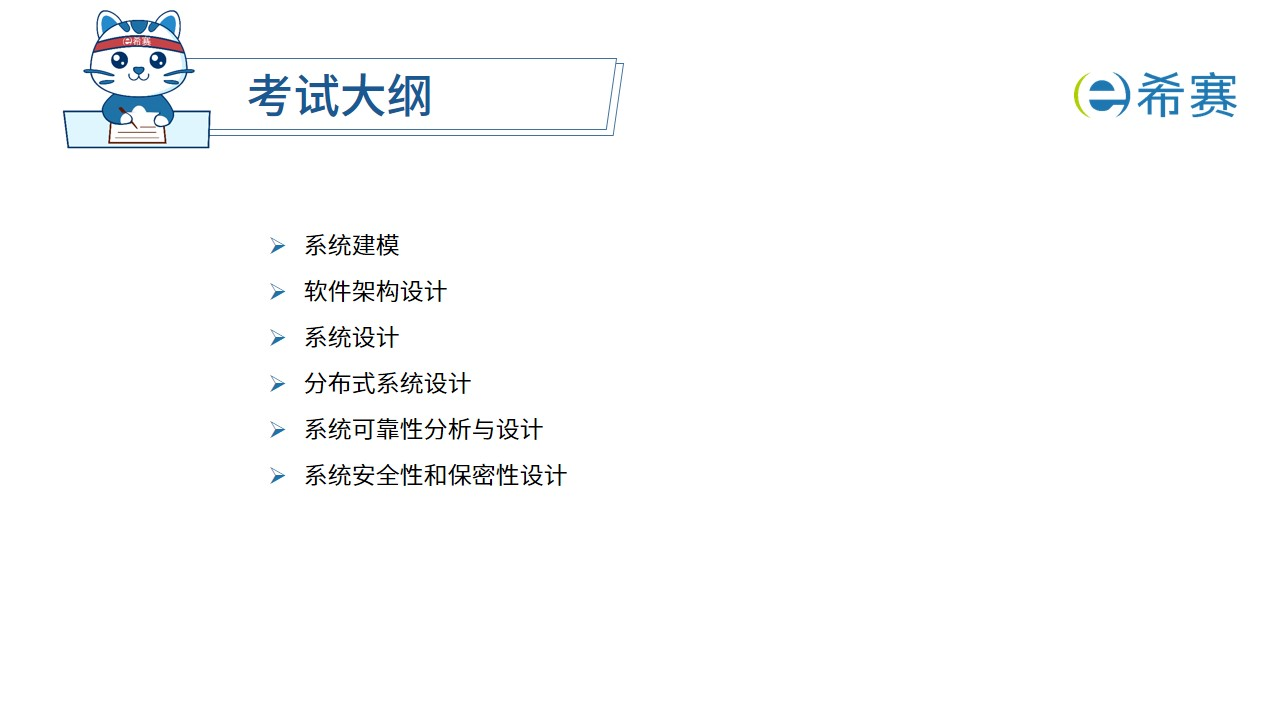 希赛
考试大纲
希赛
系统建模
软件架构设计
系统设计
分布式系统设计
系统可靠性分析与设计
系统安全性和保密性设计